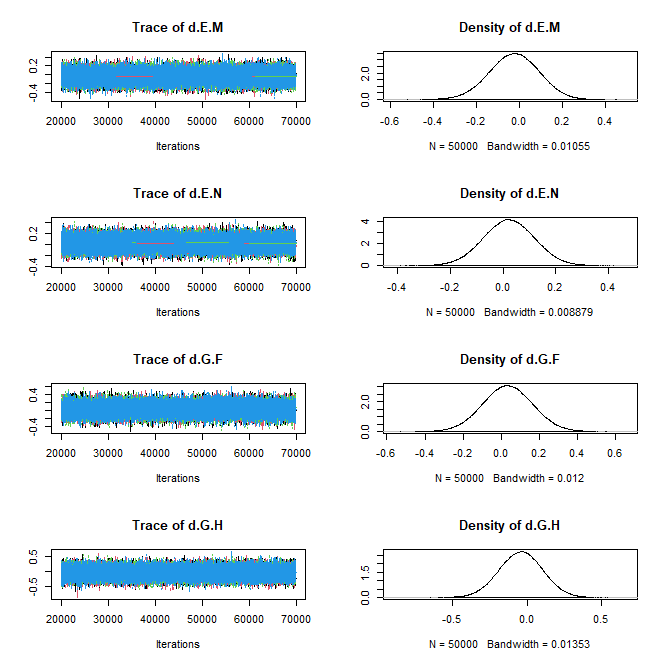 Trace of d.E.M
Density of d.E.M
0.2
-0.4
20000 30000 40000 50000 60000 70000
Iterations
2.0
0.0
-0.6 -0.4 -0.2 0.0 0.2 0.4
N = 50000 Bandwidth = 0.01055
Trace of d.E.N
Density of d.E.N
0.2
-0.4
20000 30000 40000 50000 60000 70000
Iterations
4
2
0
-0.4 -0.2 0.0 0.2 0.4
N = 50000 Bandwidth = 0.008879
Trace of d.G.F
Density of d.G.F
0.4
-0.4
20000 30000 40000 50000 60000 70000
Iterations
2.0
0.0
-0.6 -0.4 -0.2 0.0 0.2 0.4 0.6
N = 50000 Bandwidth = 0.012
Trace of d.G.H
Density of d.G.H
0.5
-0.5
20000 30000 40000 50000 60000 70000
Iterations
1.5
0.0
-0.5 0.0 0.5
N = 50000 Bandwidth = 0.01353